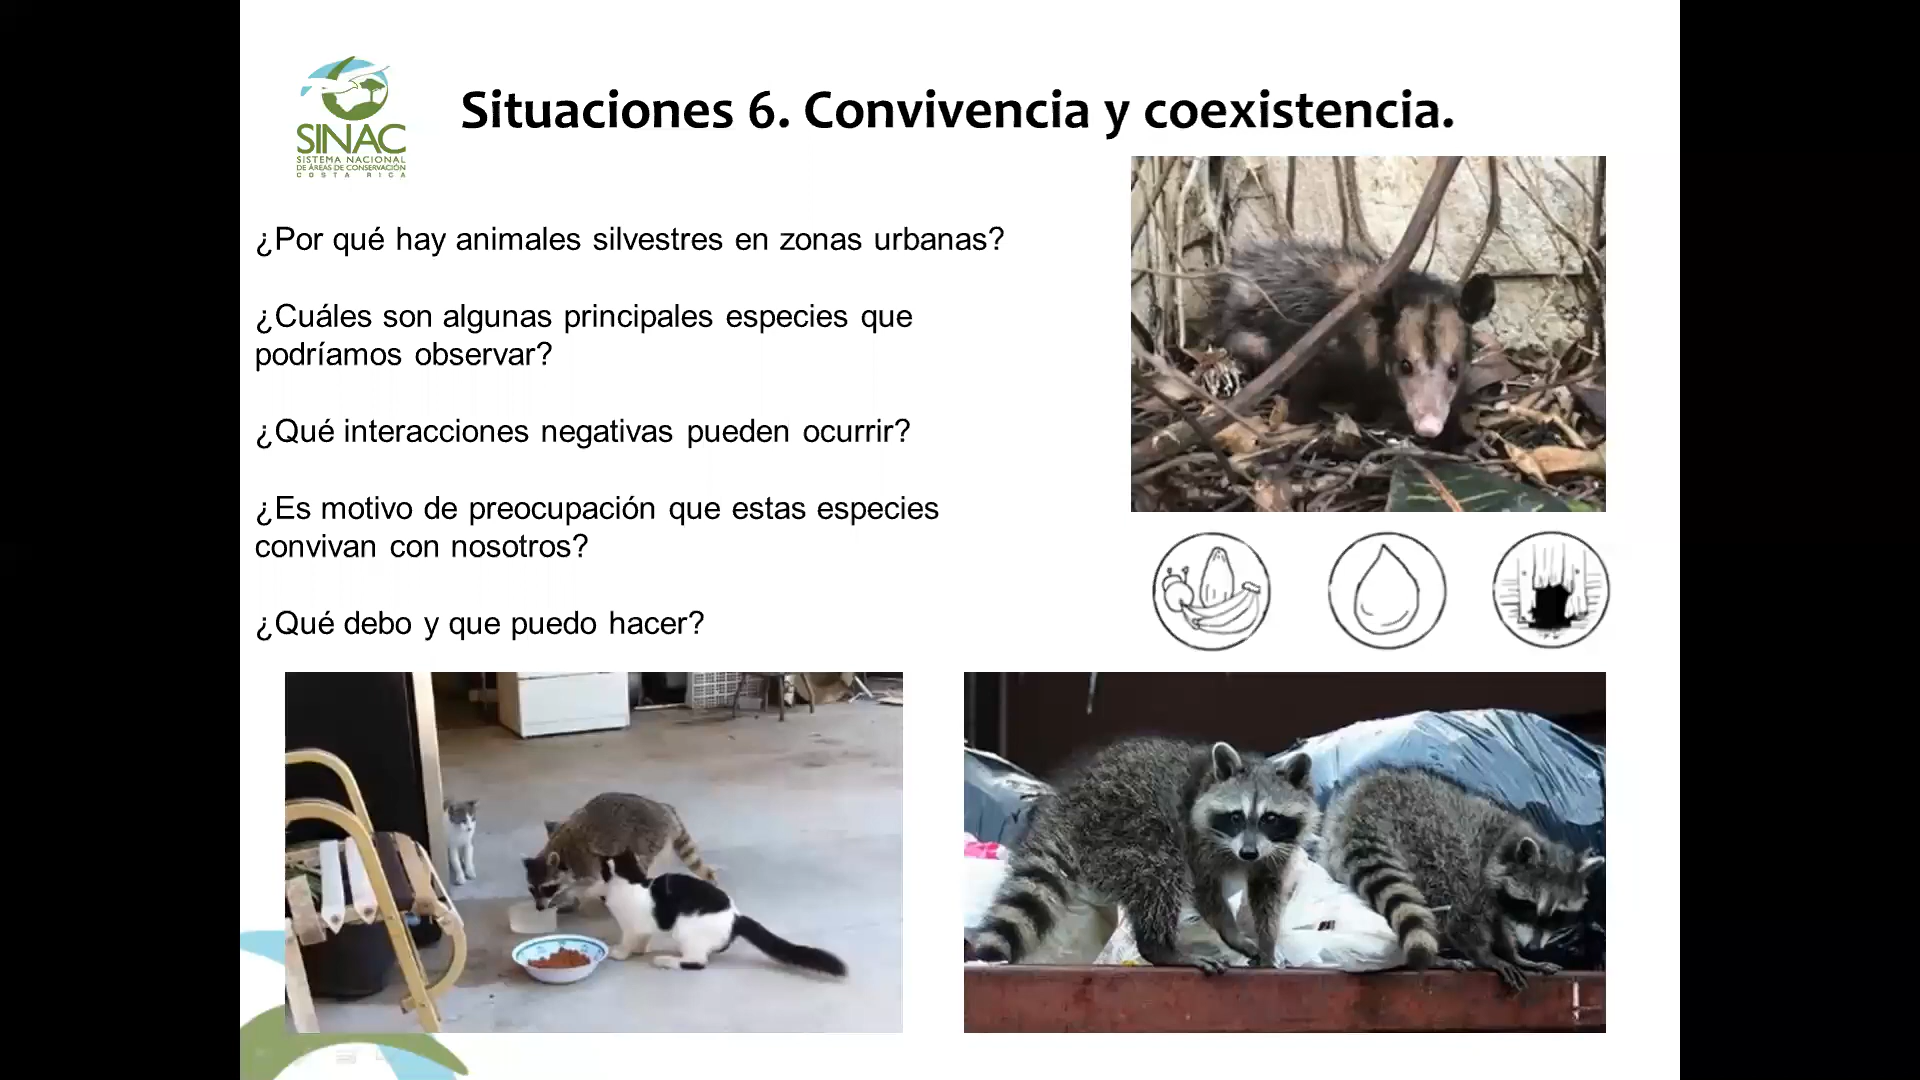 SINAC
SISTEMA NACIONAL
DE ÁREAS DE CONSERVACIÓN
COSTA RICA
Situaciones 6. Convivencia y coexistencia.
¿Por qué hay animales silvestres en zonas urbanas?
¿Cuáles son algunas principales especies que
podríamos observar?
¿Qué interacciones negativas pueden ocurrir?
¿Es motivo de preocupación que estas especies
convivan con nosotros?
¿Qué debo y que puedo hacer?